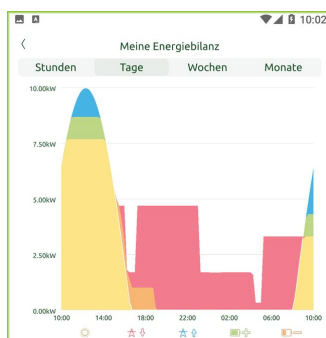 10:02
Meine Energiebilanz
Stunden Tage Wochen Monate
10.00kW
7.50kW
5.00kW
2.50kW
0.00kW
10:00 14:00 18:00 22:00 02:00 06:00 10:00